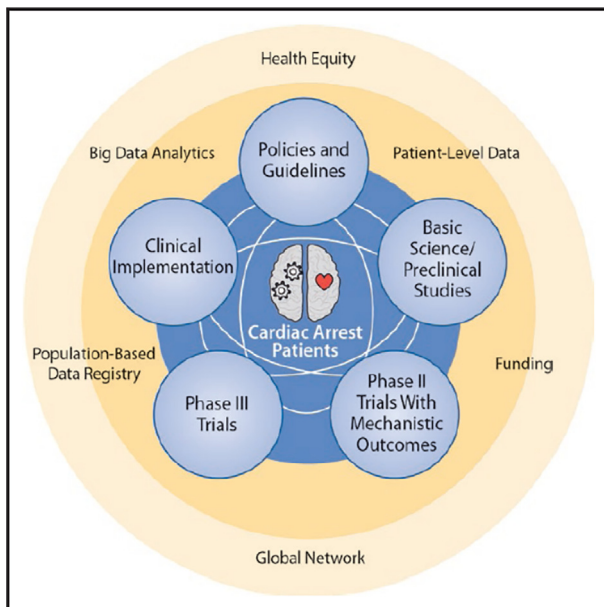 Health Equity
Big Data Analytics
Policies and
Guidelines
Patient-Level Data
Clinical
Implementation
Basic
Science/
Preclinical
Studies
Cardiac Arrest
Patients
Population-Based
Data Registry
Funding
Phase III
Trials
Phase II
Trials With
Mechanistic
Outcomes
Global Network